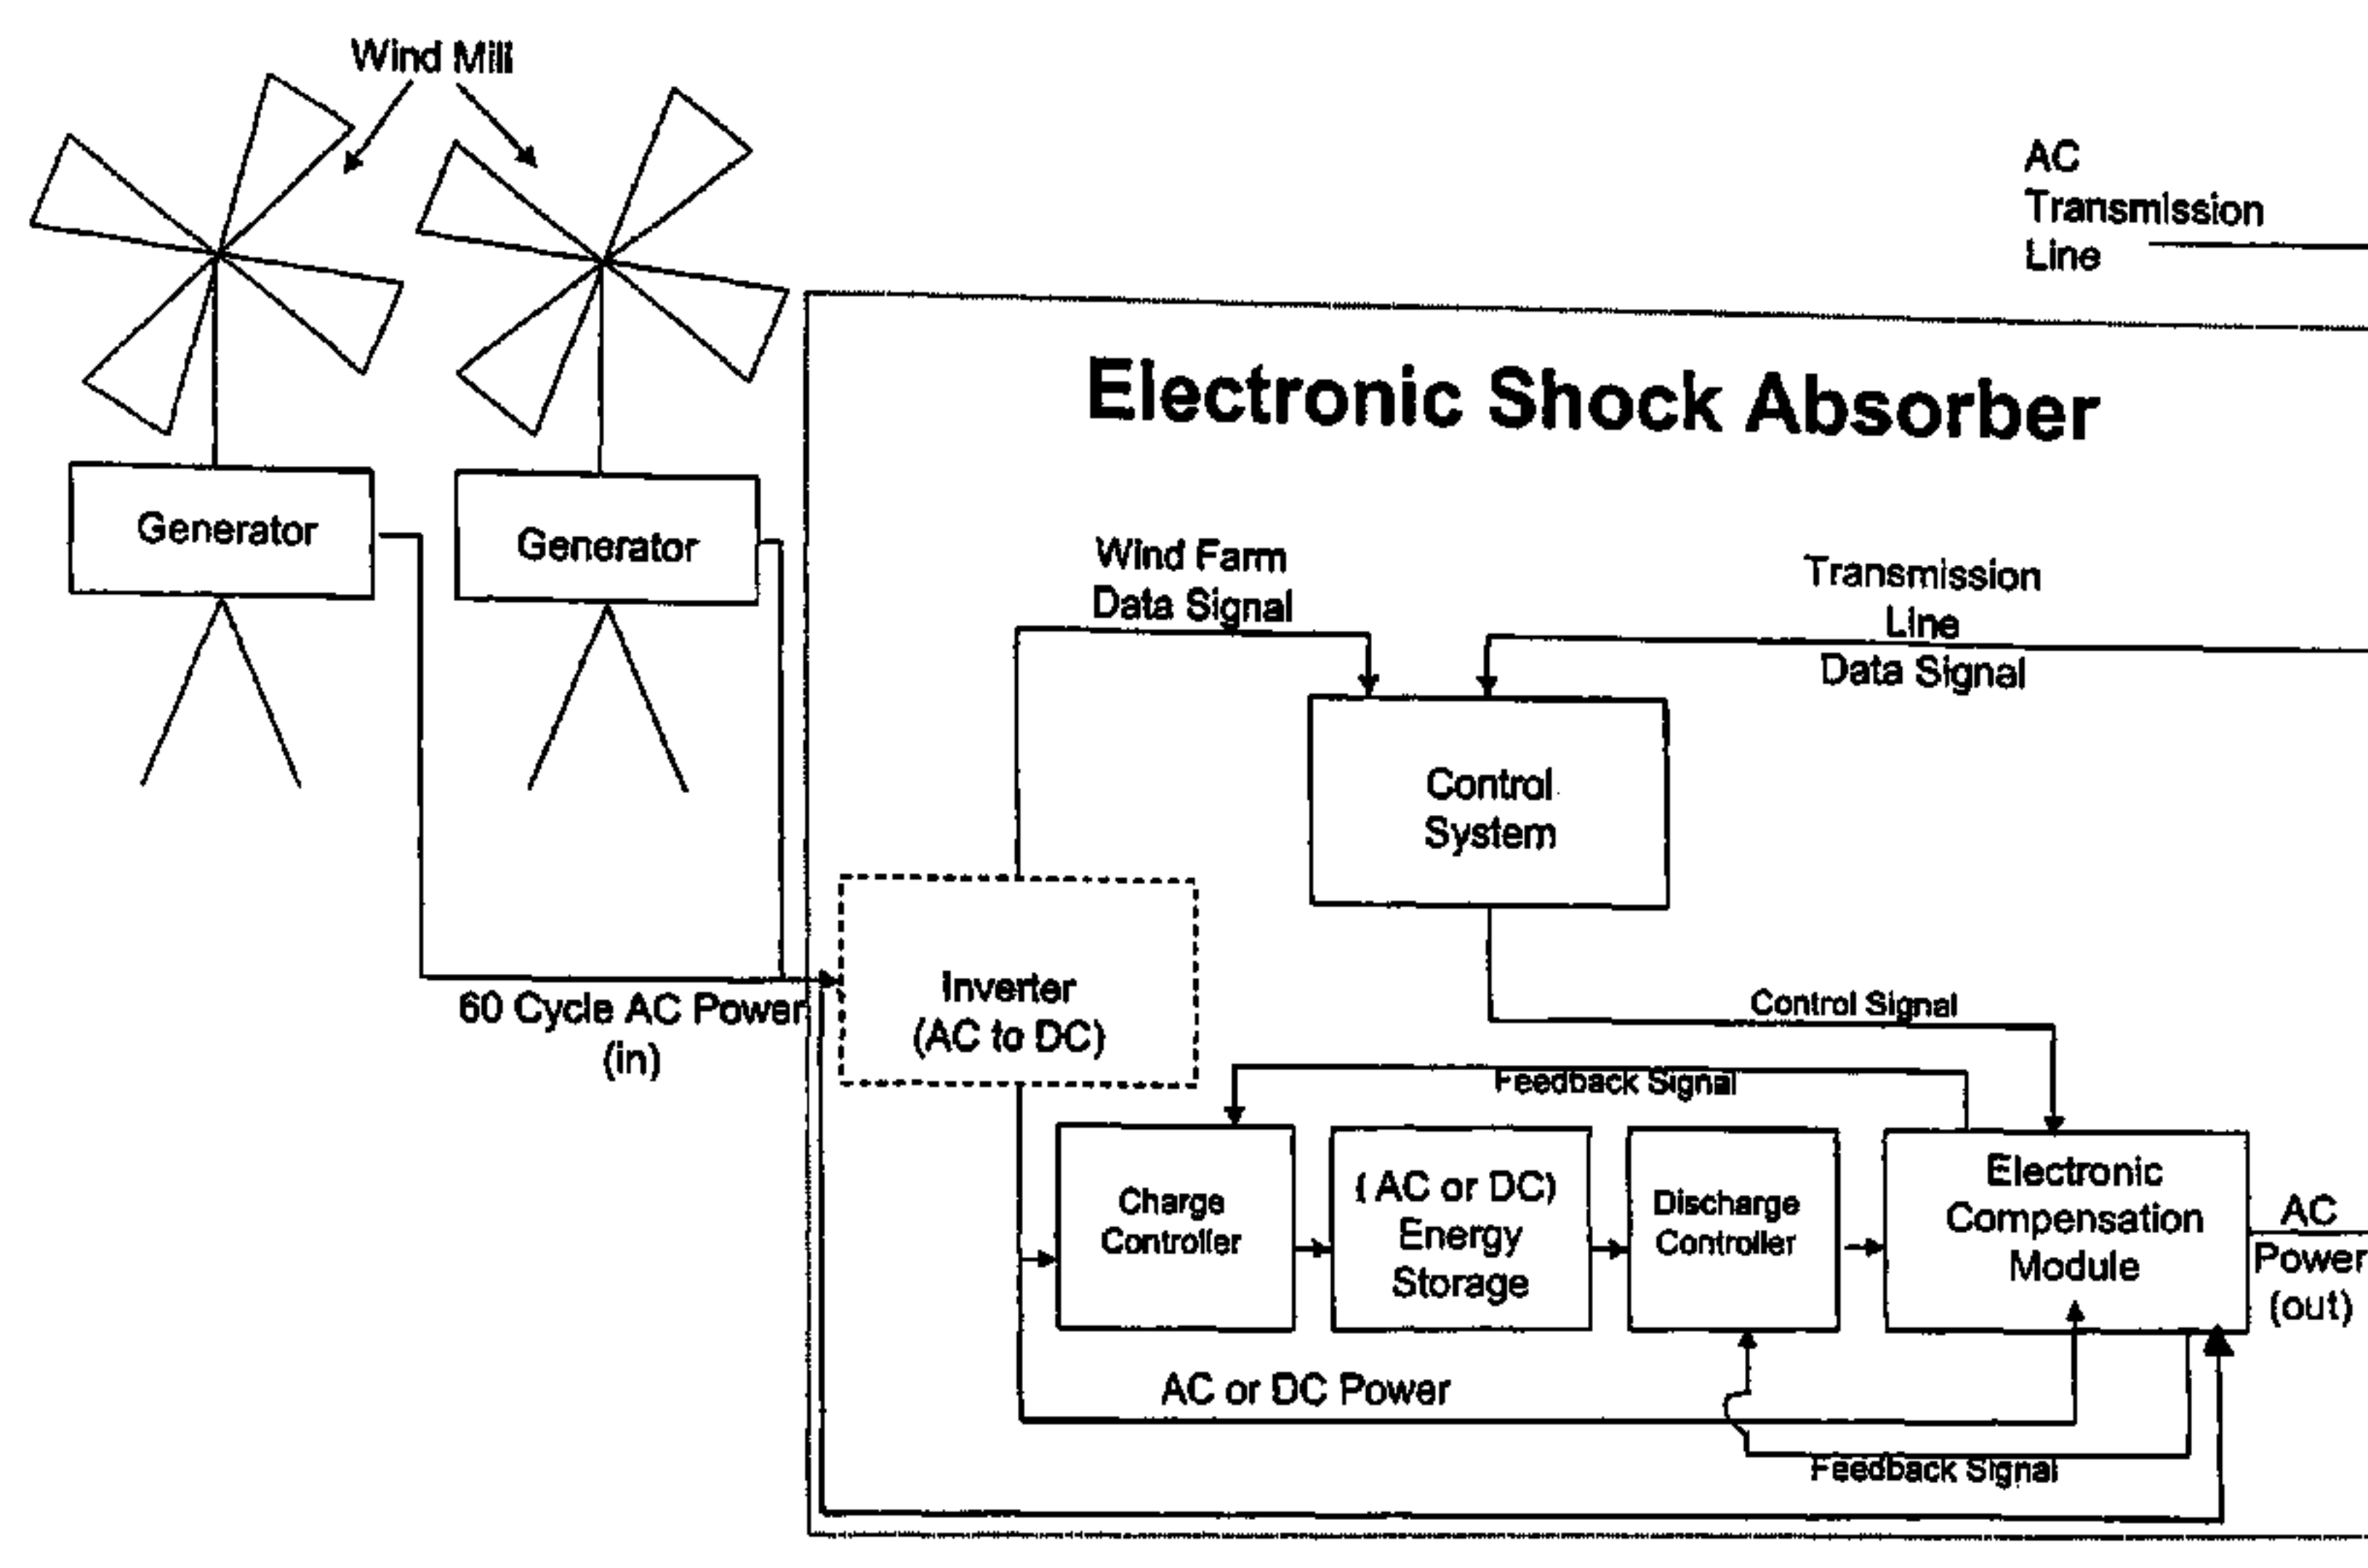 Wind Mill
AC
Transmission
Line
Electronic Shock Absorber
Generator
Generator
Wind Farm
Data Signal
Transmission
Line
Data Signal
Control
System
60 Cycle AC Power
(in)
Inverter
(AC to DC)
Control Signal
Feedback Signal
Charge
Controller
( AC or DC)
Energy
Storage
Discharge
Controller
Electronic
Compensation
Module
AC
Power
(out)
AC or DC Power
Feedback Signal